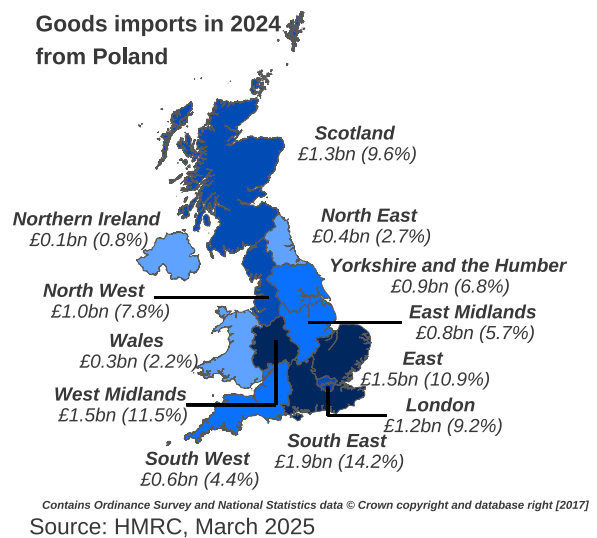 Goods imports in 2024
from Poland
Scotland
£1.3bn (9.6%)
Northern Ireland
£0.1bn (0.8%)
North East
£0.4bn (2.7%)
Yorkshire and the Humber
£0.9bn (6.8%)
North West
£1.0bn (7.8%)
East Midlands
£0.8bn (5.7%)
Wales
£0.3bn (2.2%)
East
£1.5bn (10.9%)
West Midlands
£1.5bn (11.5%)
London
£1.2bn (9.2%)
South East
£1.9bn (14.2%)
South West
£0.6bn (4.4%)
Contains Ordinance Survey and National Statistics data © Crown copyright and database right [2017]
Source: HMRC, March 2025